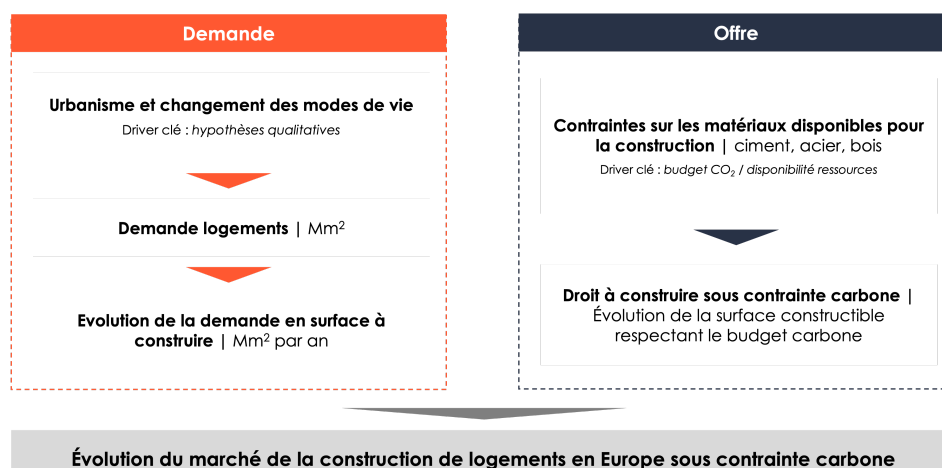 Demande
Urbanisme et changement des modes de vie
Driver clé : hypothèses qualitatives
Demande logements | Mm²
Evolution de la demande en surface à
construire | Mm² par an
Offre
Contraintes sur les matériaux disponibles pour
la construction | ciment, acier, bois
Driver clé : budget CO₂ / disponibilité ressources
Droit à construire sous contrainte carbone |
Évolution de la surface constructible
respectant le budget carbone
Évolution du marché de la construction de logements en Europe sous contrainte carbone